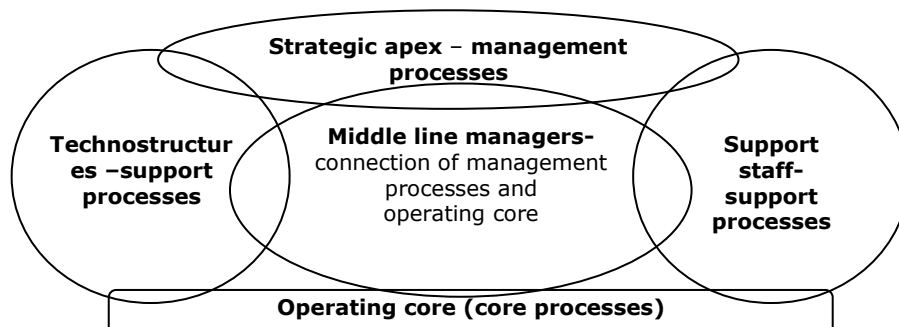 Strategic apex – management
processes
Technostructur
es –support
processes
Middle line managers-
connection of management
processes and
operating core
Support
staff-
support
processes
Operating core (core processes)